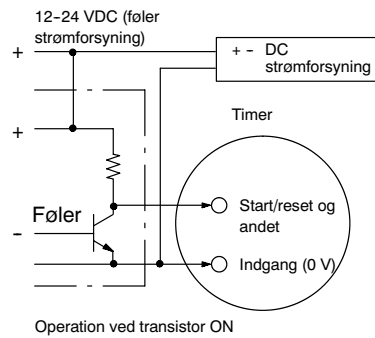 12-24 VDC (føler
strømforsyning)
+
+ - DC
strømforsyning
+
Timer
Føler
-
Start/reset og
andet
Indgang (0 V)
Operation ved transistor ON